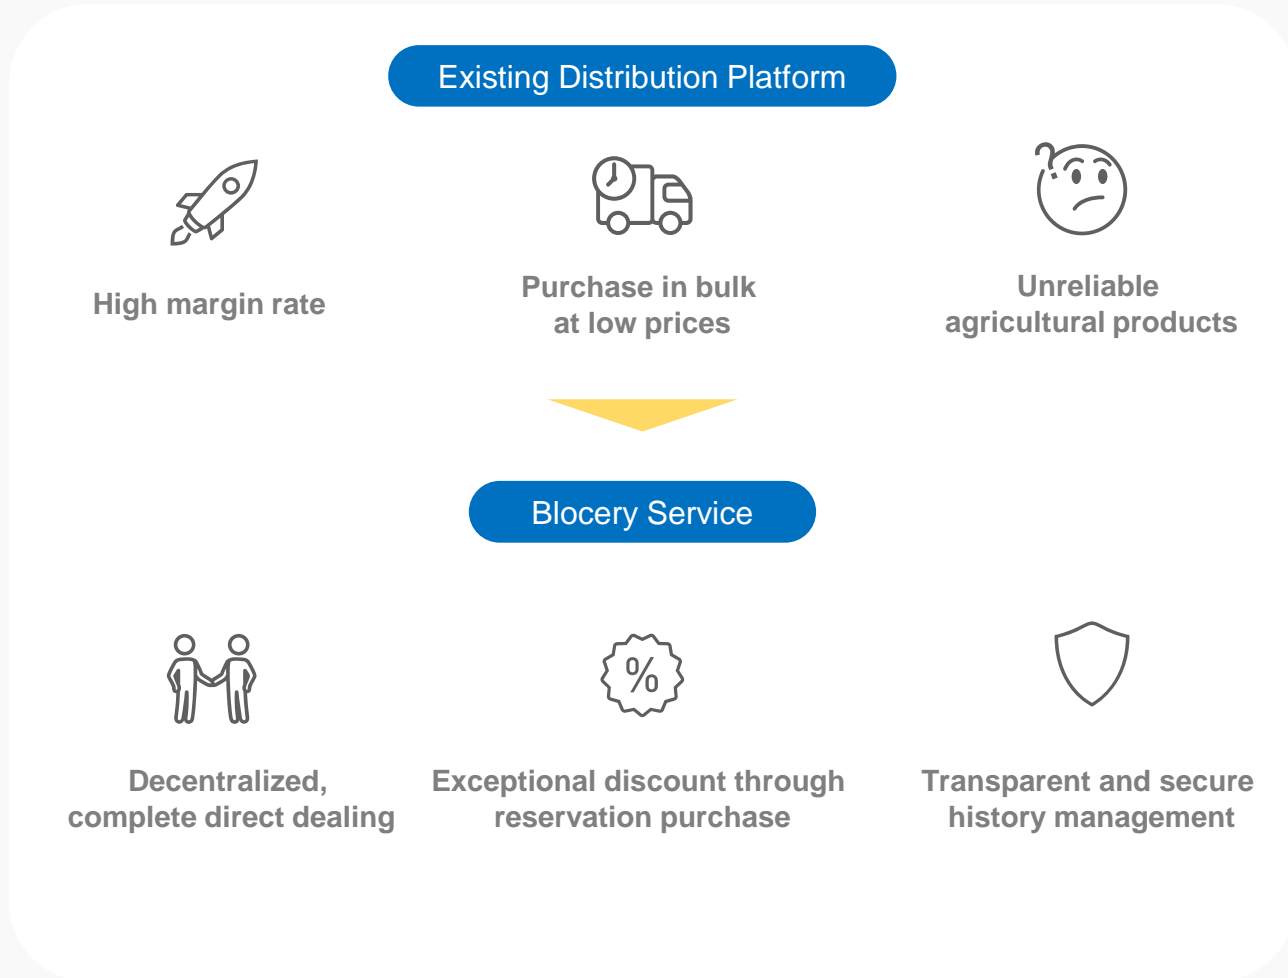 Existing Distribution Platform
High margin rate
Purchase in bulk
at low prices
Unreliable
agricultural products
Blocery Service
Decentralized,
complete direct dealing
%
Exceptional discount through
reservation purchase
Transparent and secure
history management